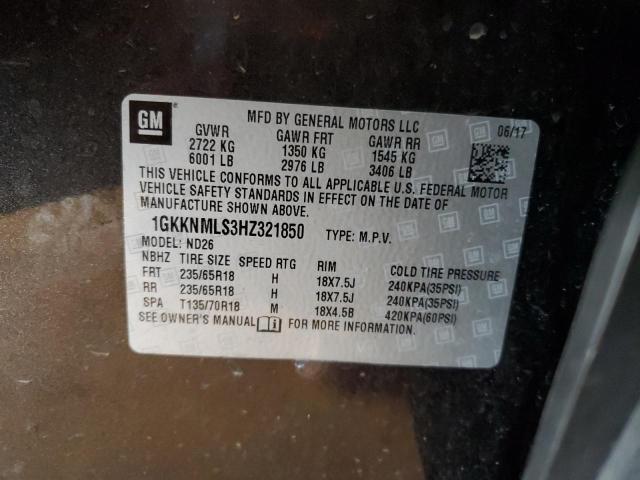 GM
®
MFD BY GENERAL MOTORS LLC
06/17
GVWR GAWR FRT GAWR RR
2722 KG 1350 KG 1545 KG
6001 LB 2976 LB 3406 LB
THIS VEHICLE CONFORMS TO ALL APPLICABLE U.S. FEDERAL MOTOR
VEHICLE SAFETY STANDARDS IN EFFECT ON THE DATE OF
MANUFACTURE SHOWN ABOVE.
1GKKNMLS3HZ321850 TYPE: M.P.V.
MODEL: ND26
NBHZ TIRE SIZE SPEED RTG RIM COLD TIRE PRESSURE
FRT 235/65R18 H 18X7.5J 240KPA(35PSI)
RR 235/65R18 H 18X7.5J 240KPA(35PSI)
SPA T135/70R18 M 18X4.5B 420KPA(60PSI)
SEE OWNER'S MANUAL FOR MORE INFORMATION.